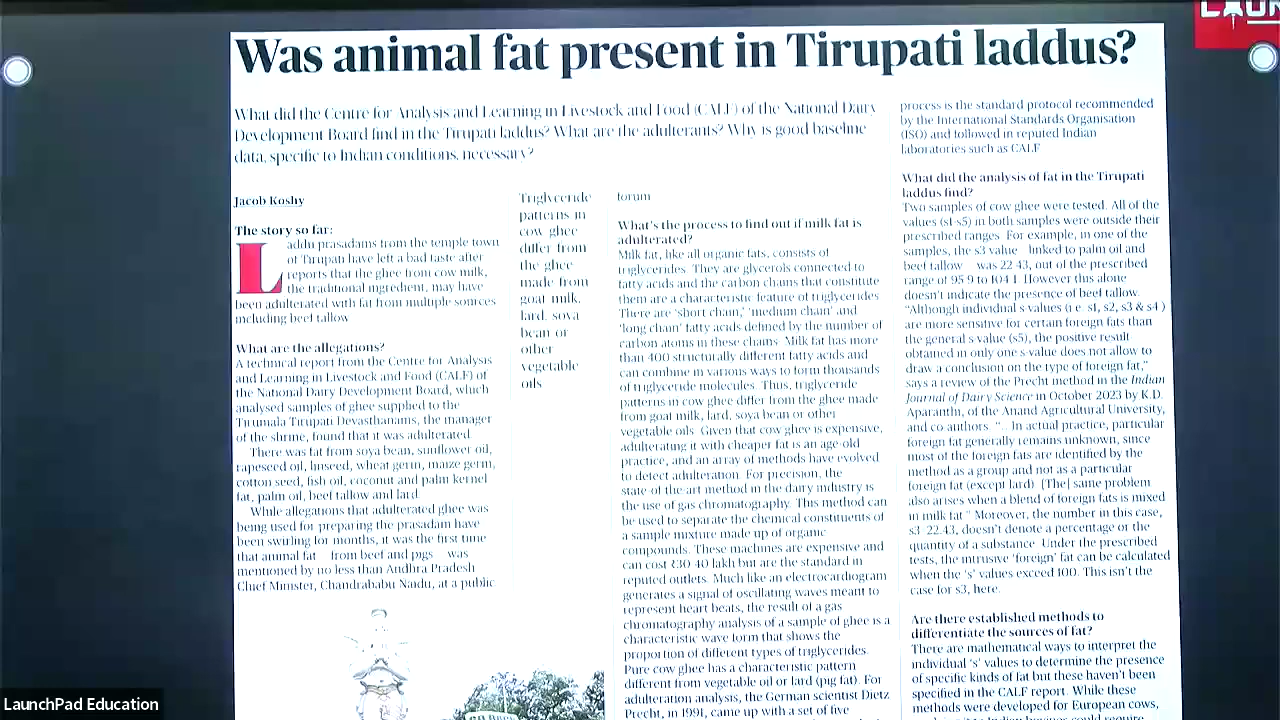 Was animal fat present in Tirupati laddus?
What did the Centre for Analysis and Learning in Livestock and Food (CALF) of the National Dairy
Development Board find in the Tirupati laddus? What are the adulterants? Why is good baseline
data, specific to Indian conditions, necessary?
Jacob Koshy
The story so far:
Laddu prasadams from the temple town
of Tirupati have left a bad taste after
reports that the ghee from cow milk,
the traditional ingredient, may have
been adulterated with fat from multiple sources
including beef tallow
What are the allegations?
A technical report from the Centre for Analysis
and Learning in Livestock and Food (CALF) of
the National Dairy Development Board, which
analysed samples of ghee supplied to the
Tirumala Tirupati Devasthanams, the manager
of the shrine, found that it was adulterated.
There was fat from soya bean, sunflower oil,
rapeseed oil, linseed, wheat germ, maize germ,
cotton seed, fish oil, coconut and palm kernel
fat, palm oil, beef tallow and lard.
While allegations that adulterated ghee was
being used for preparing the prasadam have
been swirling for months, it was the first time
that animal fat from beef and pigs was
mentioned by no less than Andhra Pradesh
Chief Minister, Chandrababu Naidu, at a public
Triglyceride
patterns in
cow ghee
differ from
the ghee
made from
goat milk,
lard, soya
bean or
other
vegetable
oils
forum
What's the process to find out if milk fat is
adulterated?
Milk fat, like all organic fats, consists of
triglycerides. They are glycerols connected to
fatty acids and the carbon chains that constitute
them are a characteristic feature of triglycerides
There are 'short chain,' 'medium chain' and
'long chain' fatty acids defined by the number of
carbon atoms in these chains. Milk fat has more
than 400 structurally different fatty acids and
can combine in various ways to form thousands
of triglyceride molecules. Thus, triglyceride
patterns in cow ghee differ from the ghee made
from goat milk, lard, soya bean or other
vegetable oils. Given that cow ghee is expensive,
adulterating it with cheaper fat is an age-old
practice, and an array of methods have evolved
to detect adulteration. For precision, the
state-of-the-art method in the dairy industry is
the use of gas chromatography. This method can
be used to separate the chemical constituents of
a sample mixture made up of organic
compounds. These machines are expensive and
can cost ₹30-40 lakh but are the standard in
reputed outlets. Much like an electrocardiogram
generates a signal of oscillating waves meant to
represent heart beats, the result of a gas
chromatography analysis of a sample of ghee is a
characteristic wave form that shows the
proportion of different types of triglycerides.
Pure cow ghee has a characteristic pattern
different from vegetable oil or lard (pig fat). For
adulteration analysis, the German scientist Dietz
Precht, in 1991, came up with a set of five
process is the standard protocol recommended
by the International Standards Organisation
(ISO) and followed in reputed Indian
laboratories such as CALF
What did the analysis of fat in the Tirupati
laddus find?
Two samples of cow ghee were tested. All of the
values (s1-s5) in both samples were outside their
prescribed ranges. For example, in one of the
samples, the s3 value linked to palm oil and
beef tallow was 22.43, out of the prescribed
range of 95.9 to 104.1. However this alone
doesn't indicate the presence of beef tallow.
"Although individual s-values (i.e. s1, s2, s3 & s4)
are more sensitive for certain foreign fats than
the general s-value (s5), the positive result
obtained in only one s-value does not allow to
draw a conclusion on the type of foreign fat,"
says a review of the Precht method in the Indian
Journal of Dairy Science in October 2023 by K.D.
Aparanthi, of the Anand Agricultural University,
and co-authors. "... In actual practice, particular
foreign fat generally remains unknown, since
most of the foreign fats are identified by the
method as a group and not as a particular
foreign fat (except lard). [The] same problem
also arises when a blend of foreign fats is mixed
in milk fat." Moreover, the number in this case,
s3 22.43, doesn't denote a percentage or the
quantity of a substance. Under the prescribed
tests, the intrusive 'foreign' fat can be calculated
when the 's' values exceed 100. This isn't the
case for s3, here.
Are there established methods to
differentiate the sources of fat?
There are mathematical ways to interpret the
individual 's' values to determine the presence
of specific kinds of fat but these haven't been
specified in the CALF report. While these
methods were developed for European cows,
LaunchPad Education